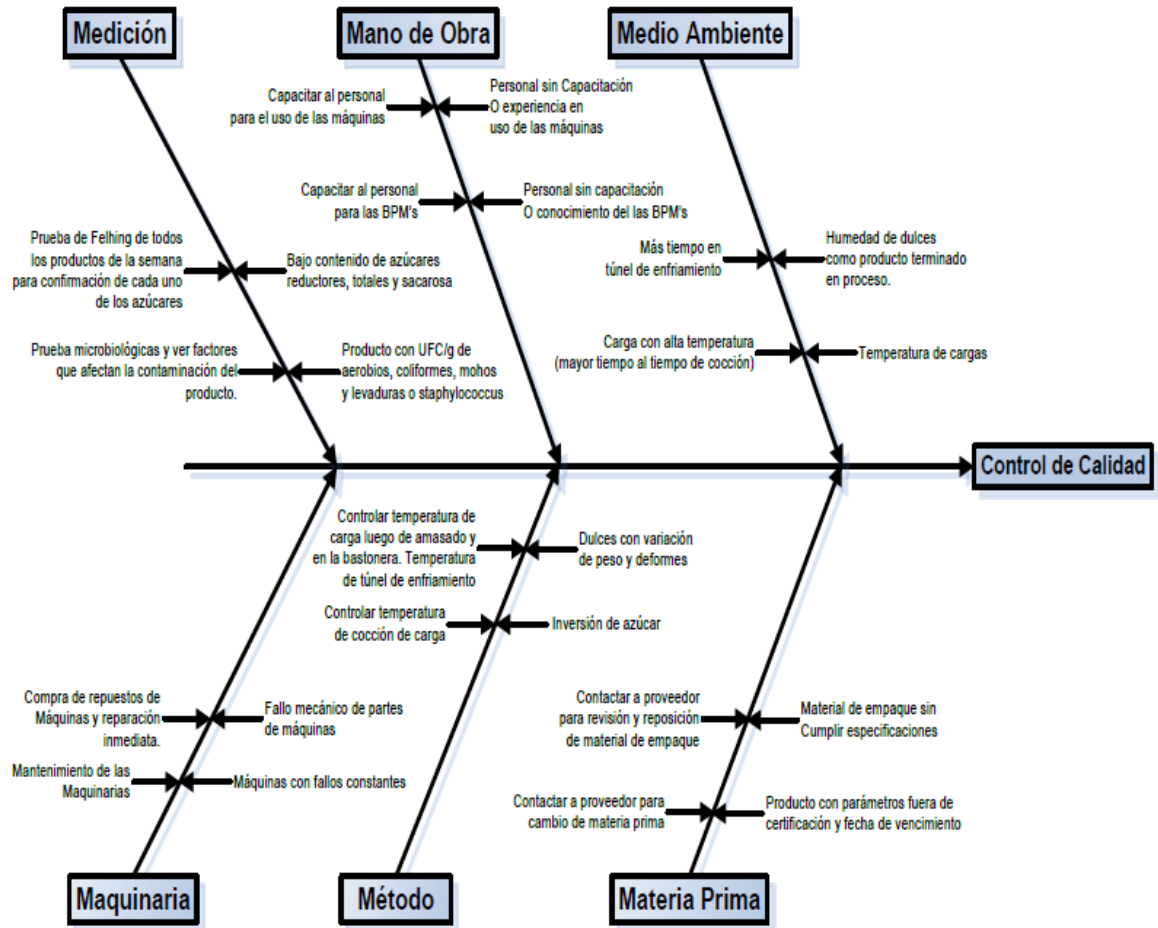 Medición
Mano de Obra
Medio Ambiente
Capacitar al personal
para el uso de las máquinas
Personal sin Capacitación
O experiencia en
uso de las máquinas
Capacitar al personal
para las BPM's
Personal sin capacitación
O conocimiento del las BPM's
Prueba de Felhing de todos
los productos de la semana
para confirmación de cada uno
de los azúcares
Bajo contenido de azúcares
reductores, totales y sacarosa
Más tiempo en
túnel de enfriamiento
Humedad de dulces
como producto terminado
en proceso.
Prueba microbiológicas y ver factores
que afectan la contaminación del
producto.
Producto con UFC/g de
aerobios, coliformes, mohos
y levaduras o staphylococcus
Carga con alta temperatura
(mayor tiempo al tiempo de cocción)
Temperatura de cargas
Control de Calidad
Controlar temperatura de
carga luego de amasado y
en la bastonera. Temperatura
de túnel de enfriamiento
Dulces con variación
de peso y deformes
Controlar temperatura
de cocción de carga
Inversión de azúcar
Compra de repuestos de
Máquinas y reparación
inmediata.
Fallo mecánico de partes
de máquinas
Contactar a proveedor
para revisión y reposición
de material de empaque
Material de empaque sin
Cumplir especificaciones
Mantenimiento de las
Maquinarias
Máquinas con fallos constantes
Contactar a proveedor para
cambio de materia prima
Producto con parámetros fuera de
certificación y fecha de vencimiento
Maquinaria
Método
Materia Prima